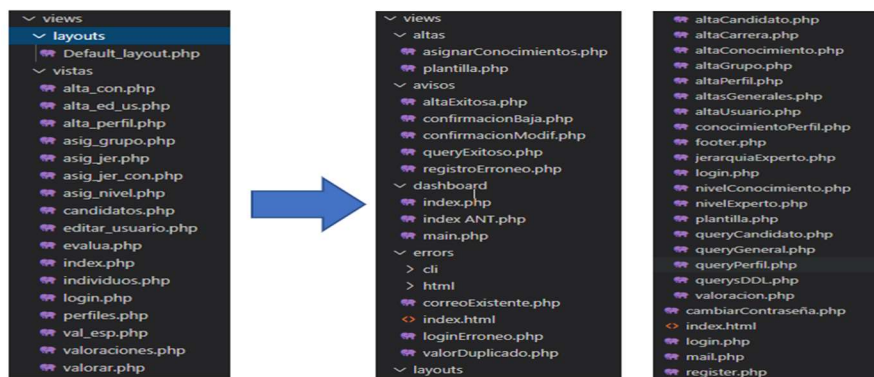 views
layouts
Default_layout.php
vistas
alta_con.php
alta_ed_us.php
alta_perfil.php
asig_grupo.php
asig_jer.php
asig_jer_con.php
asig_nivel.php
candidatos.php
editar_usuario.php
evalua.php
index.php
individuos.php
login.php
perfiles.php
val_esp.php
valoraciones.php
valorar.php
views
altas
asignarConocimientos.php
plantilla.php
avisos
altaExitosa.php
confirmacionBaja.php
confirmacionModif.php
queryExitoso.php
registroErroneo.php
dashboard
index.php
index ANT.php
main.php
errors
cli
html
correoExistente.php
index.html
loginErroneo.php
valorDuplicado.php
layouts
altaCandidato.php
altaCarrera.php
altaConocimiento.php
altaGrupo.php
altaPerfil.php
altasGenerales.php
altaUsuario.php
conocimientoPerfil.php
footer.php
jerarquiaExperto.php
login.php
nivelConocimiento.php
nivelExperto.php
plantilla.php
queryCandidato.php
queryGeneral.php
queryPerfil.php
querysDDL.php
valoracion.php
cambiarContraseña.php
index.html
login.php
mail.php
register.php